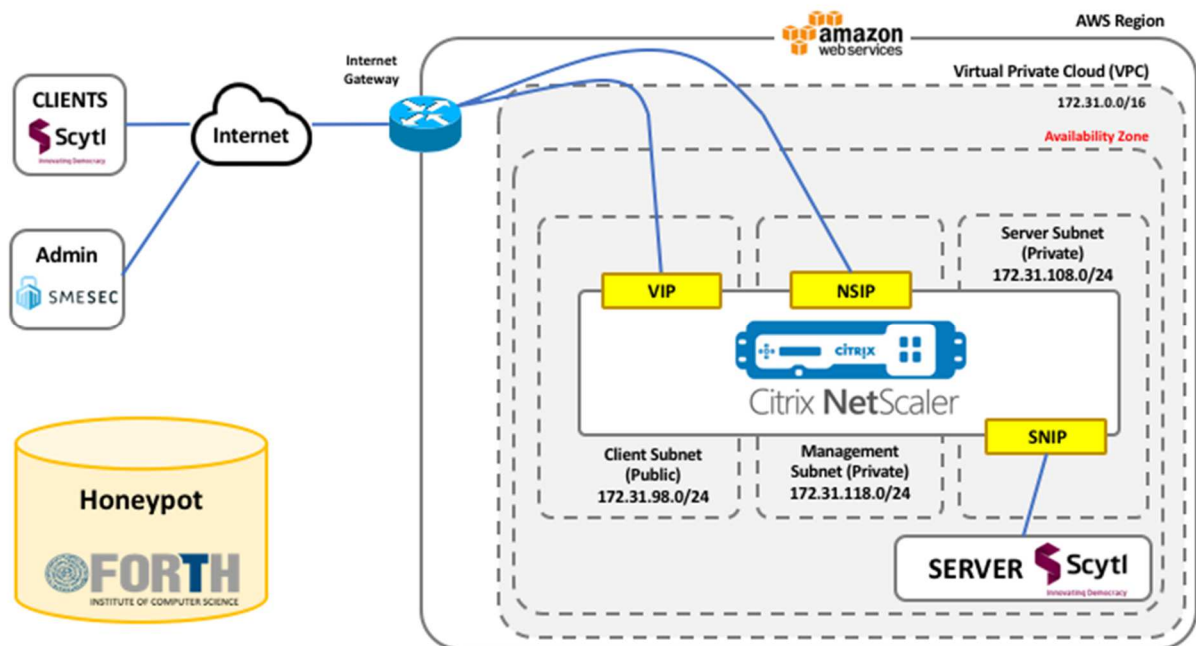 amazon
web services
AWS Region
Internet
Gateway
Virtual Private Cloud (VPC)
172.31.0.0/16
Availability Zone
CLIENTS
Scytl
Innovating Democracy
Internet
Admin
SMESEC
Server Subnet
(Private)
172.31.108.0/24
VIP
NSIP
CITRIX
Citrix NetScaler
SNIP
Client Subnet
(Public)
172.31.98.0/24
Management
Subnet (Private)
172.31.118.0/24
Honeypot
FORTH
INSTITUTE OF COMPUTER SCIENCE
SERVER Scytl
Innovating Democracy